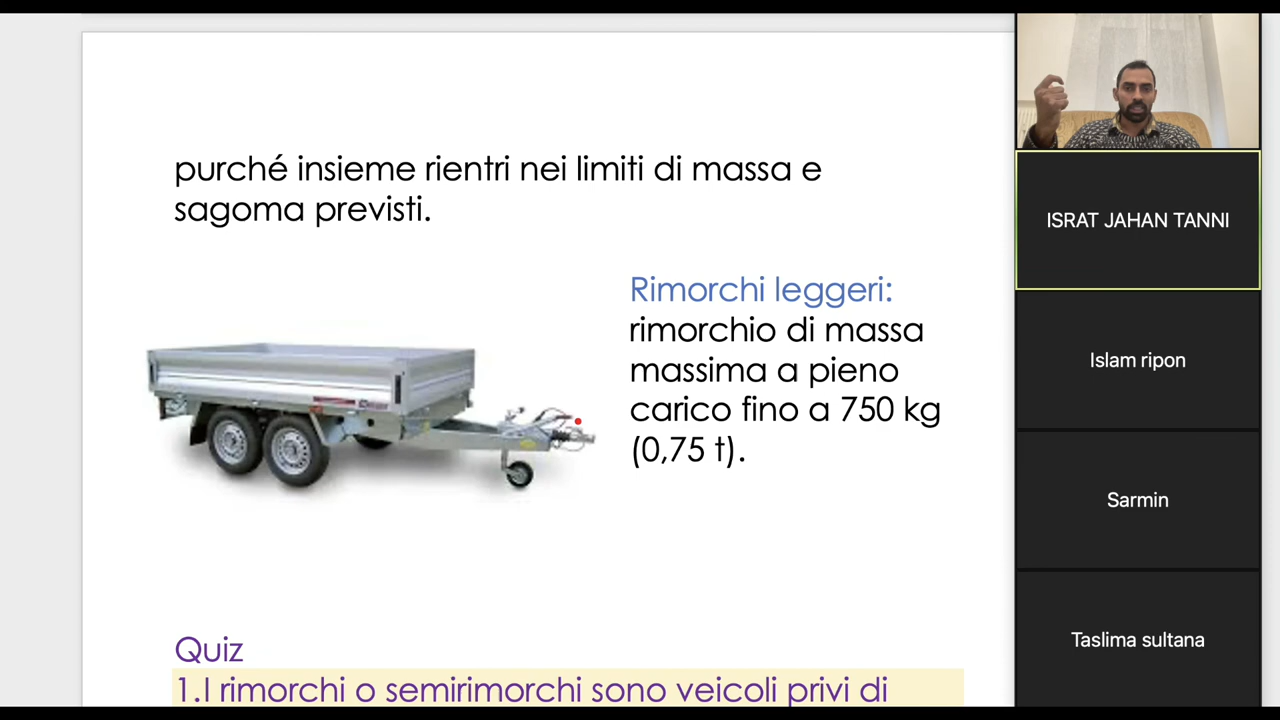 purché insieme rientri nei limiti di massa e
sagoma previsti.
Rimorchi leggeri:
rimorchio di massa
massima a pieno
carico fino a 750 kg
(0,75 t).
Quiz
1.I rimorchi o semirimorchi sono veicoli privi di
ISRAT JAHAN TANNI
Islam ripon
Sarmin
Taslima sultana